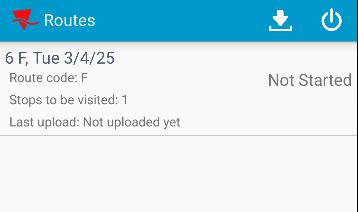 Routes
6 F, Tue 3/4/25
Route code: F
Not Started
Stops to be visited: 1
Last upload: Not uploaded yet